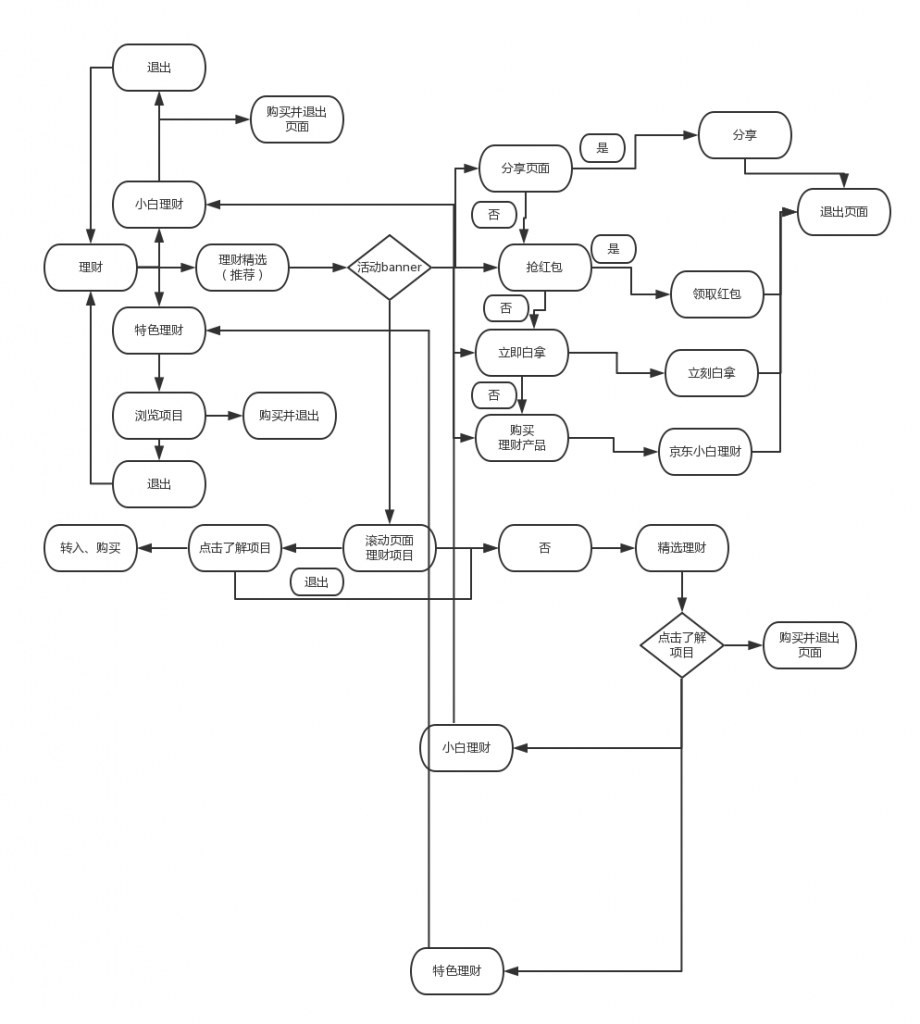 退出
购买并退出
页面
分享
是
分享页面
小白理财
否
退出页面
理财
理财精选
（推荐）
活动banner
抢红包
是
领取红包
否
特色理财
立即白拿
立刻白拿
否
浏览项目
购买并退出
购买
理财产品
京东小白理财
退出
转入、购买
点击了解项目
滚动页面
理财项目
否
精选理财
退出
点击了解
项目
购买并退出
页面
小白理财
特色理财